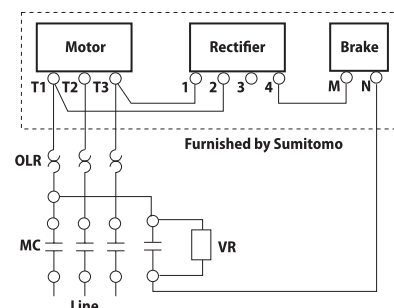 Motor Rectifier Brake
T1 T2 T3 1 2 3 4 M N
Furnished by Sumitomo
OLR
MC VR
Line